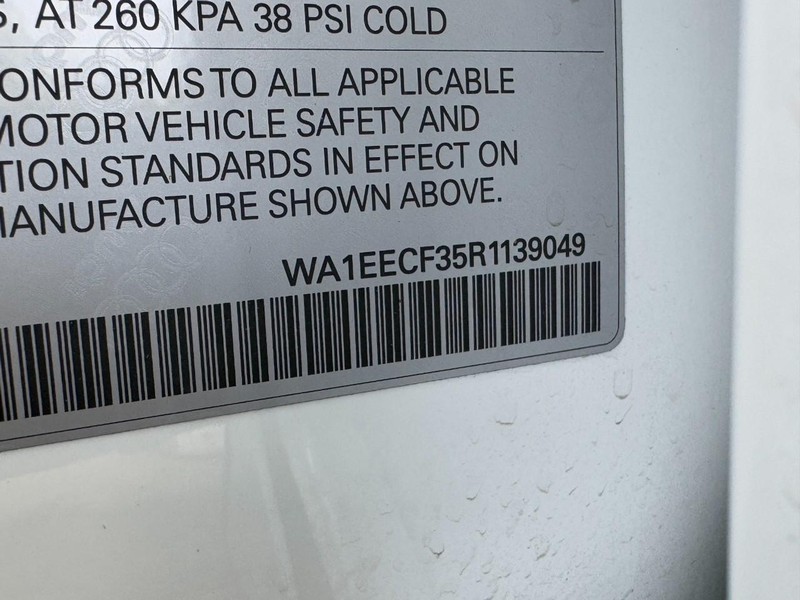 S, AT 260 KPA 38 PSI COLD
ONFORMS TO ALL APPLICABLE
MOTOR VEHICLE SAFETY AND
TION STANDARDS IN EFFECT ON
MANUFACTURE SHOWN ABOVE.
WA1EECF35R1139049